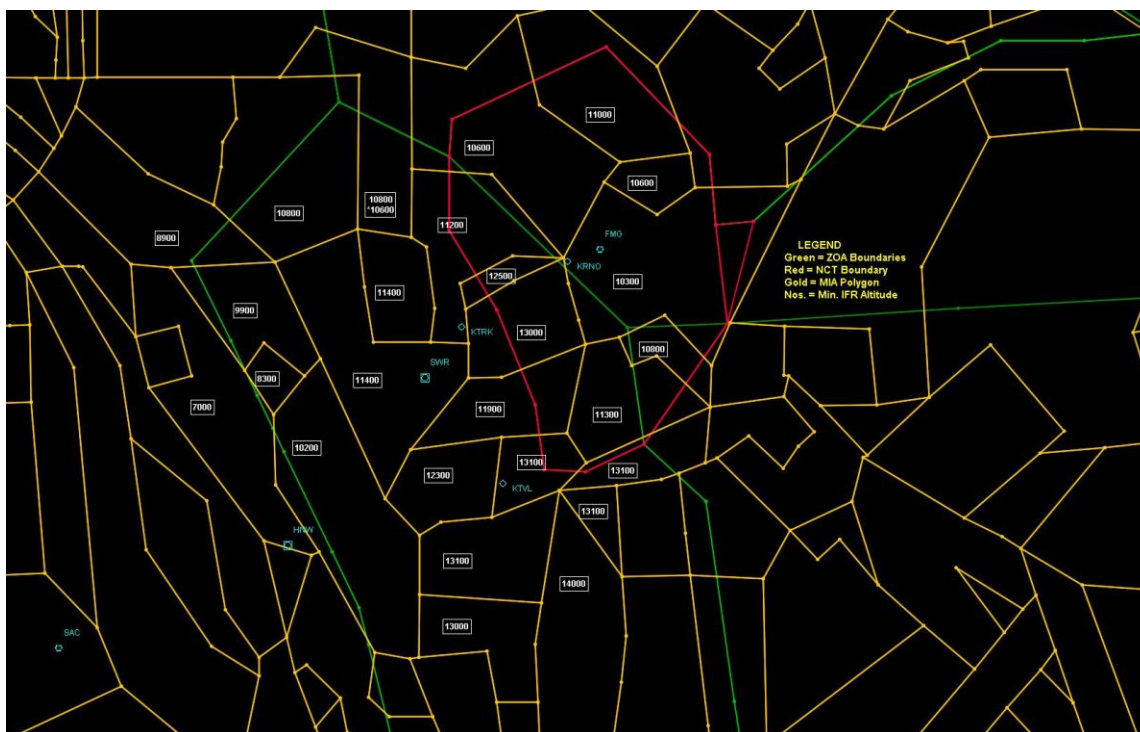 11000
10600
10600
10800
*10600
10800
11200
8900
FMG
KRNO
LEGEND
Green = ZOA Boundaries
Red = NCT Boundary
Gold = MIA Polygon
Nos. = Min. IFR Altitude
12500
10300
11400
9900
KTRK
13000
10800
SWR
8300
11400
7000
11900
11300
10200
13100
12300
13100
KTVL
13100
HNW
13100
14000
13000
SAC